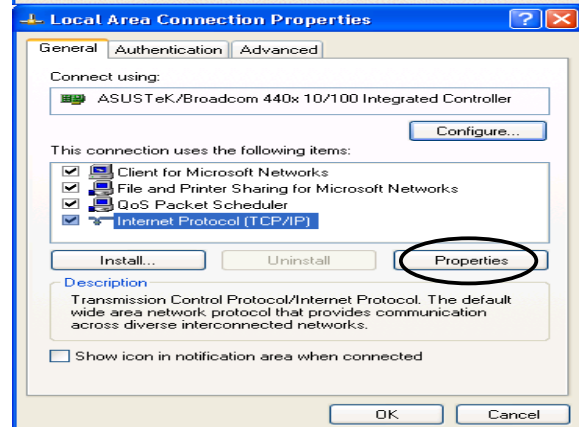 Local Area Connection Properties
General Authentication Advanced
Connect using:
ASUSTeK/Broadcom 440x 10/100 Integrated Controller
Configure...
This connection uses the following items:
Client for Microsoft Networks
File and Printer Sharing for Microsoft Networks
QoS Packet Scheduler
Internet Protocol (TCP/IP)
Install... Uninstall Properties
Description
Transmission Control Protocol/Internet Protocol. The default
wide area network protocol that provides communication
across diverse interconnected networks.
Show icon in notification area when connected
OK Cancel